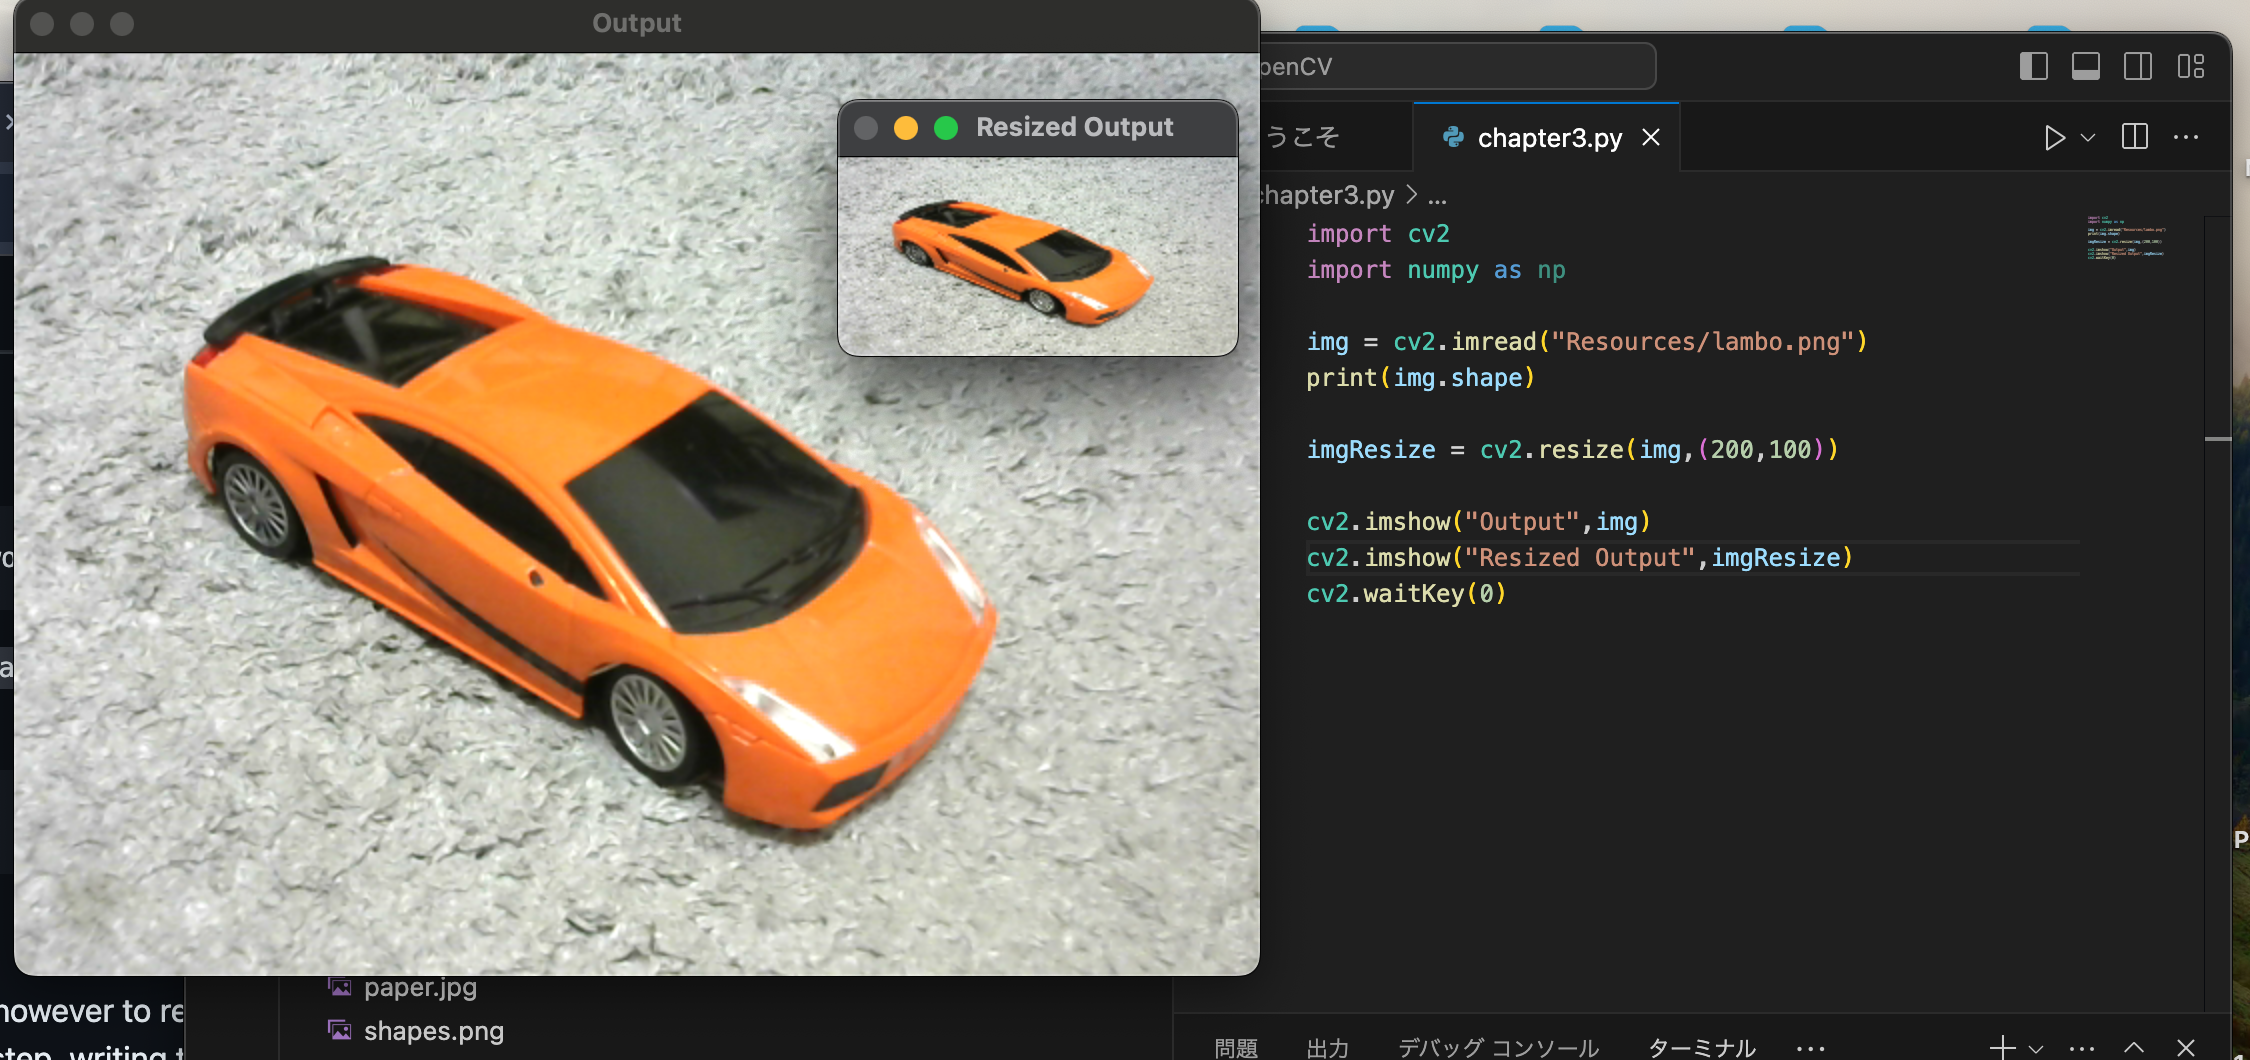 Output
Resized Output
penCV
うこそ
chapter3.py
chapter3.py > ...
import cv2
import numpy as np
img = cv2.imread("Resources/lambo.png")
print(img.shape)
imgResize = cv2.resize(img,(200,100))
cv2.imshow("Output",img)
cv2.imshow("Resized Output",imgResize)
cv2.waitKey(0)
paper.jpg
shapes.png
however to re
step, writing
問題 出力 デバッグ コンソール ターミナル ...